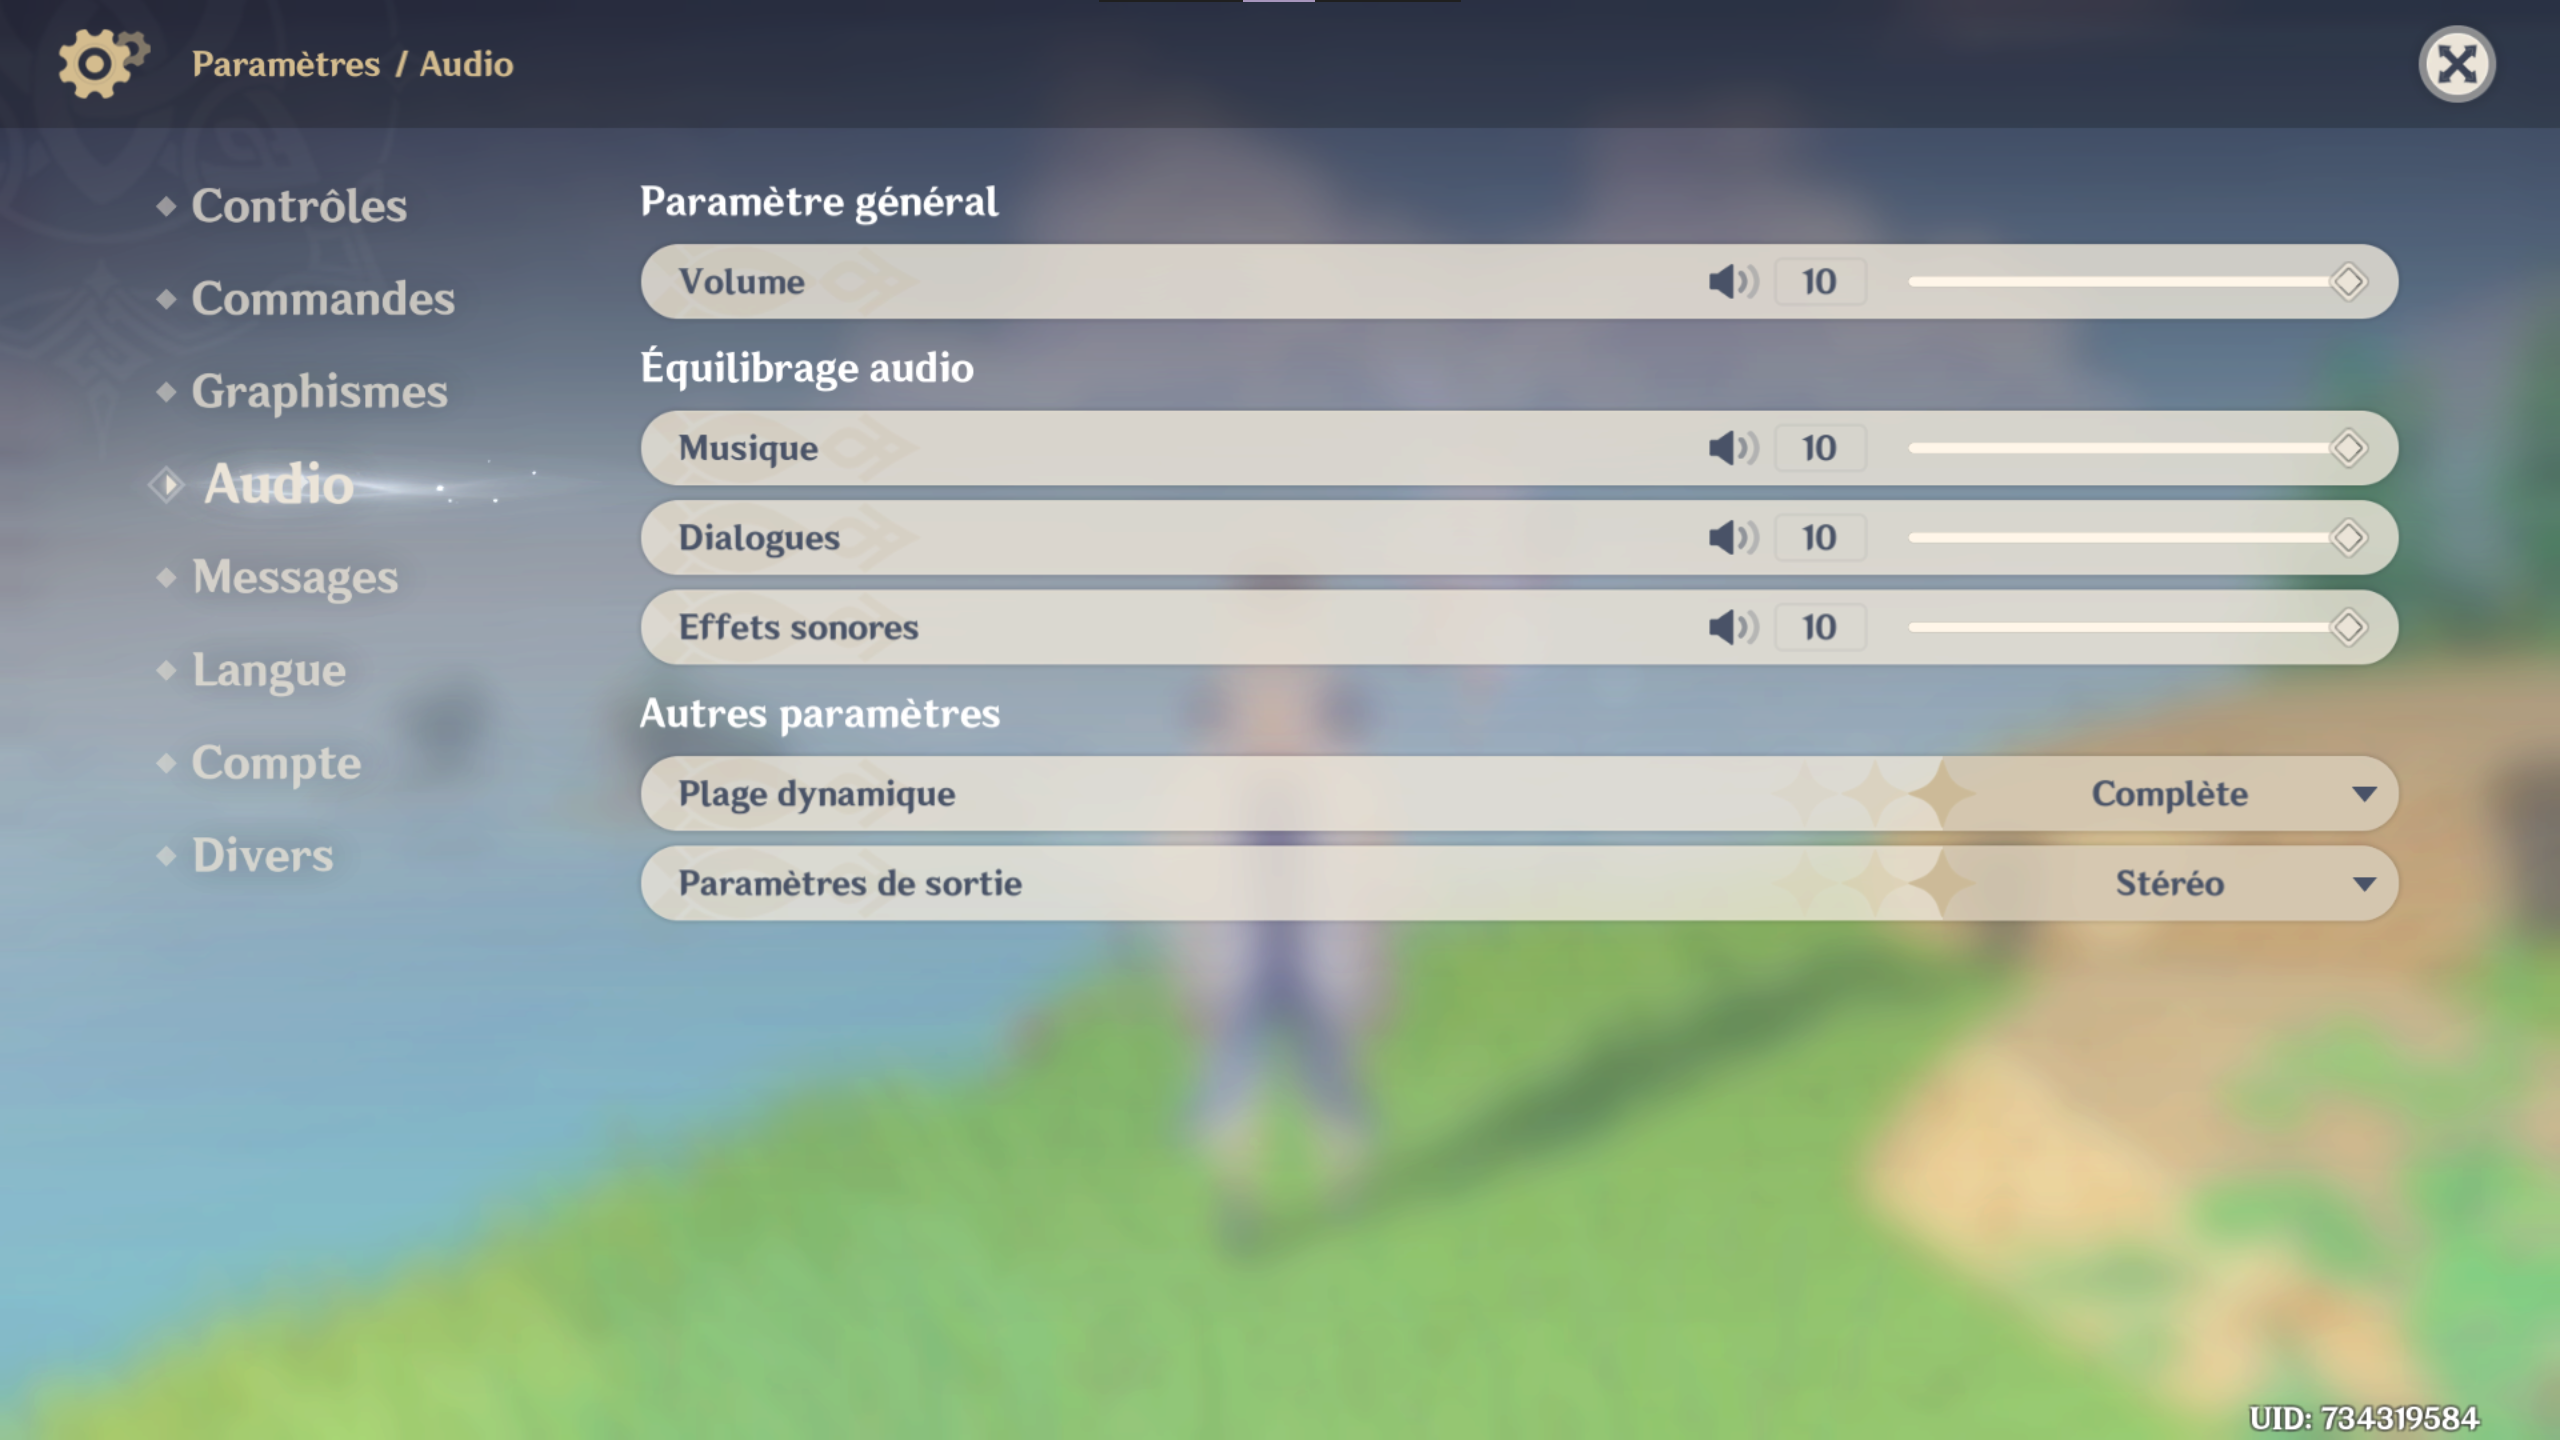 Paramètres / Audio
Contrôles
Commandes
Graphismes
Audio
Messages
Langue
Compte
Divers
Paramètre général
Volume 10
Équilibrage audio
Musique 10
Dialogues 10
Effets sonores 10
Autres paramètres
Plage dynamique Complète
Paramètres de sortie Stéréo
UID: 734319584